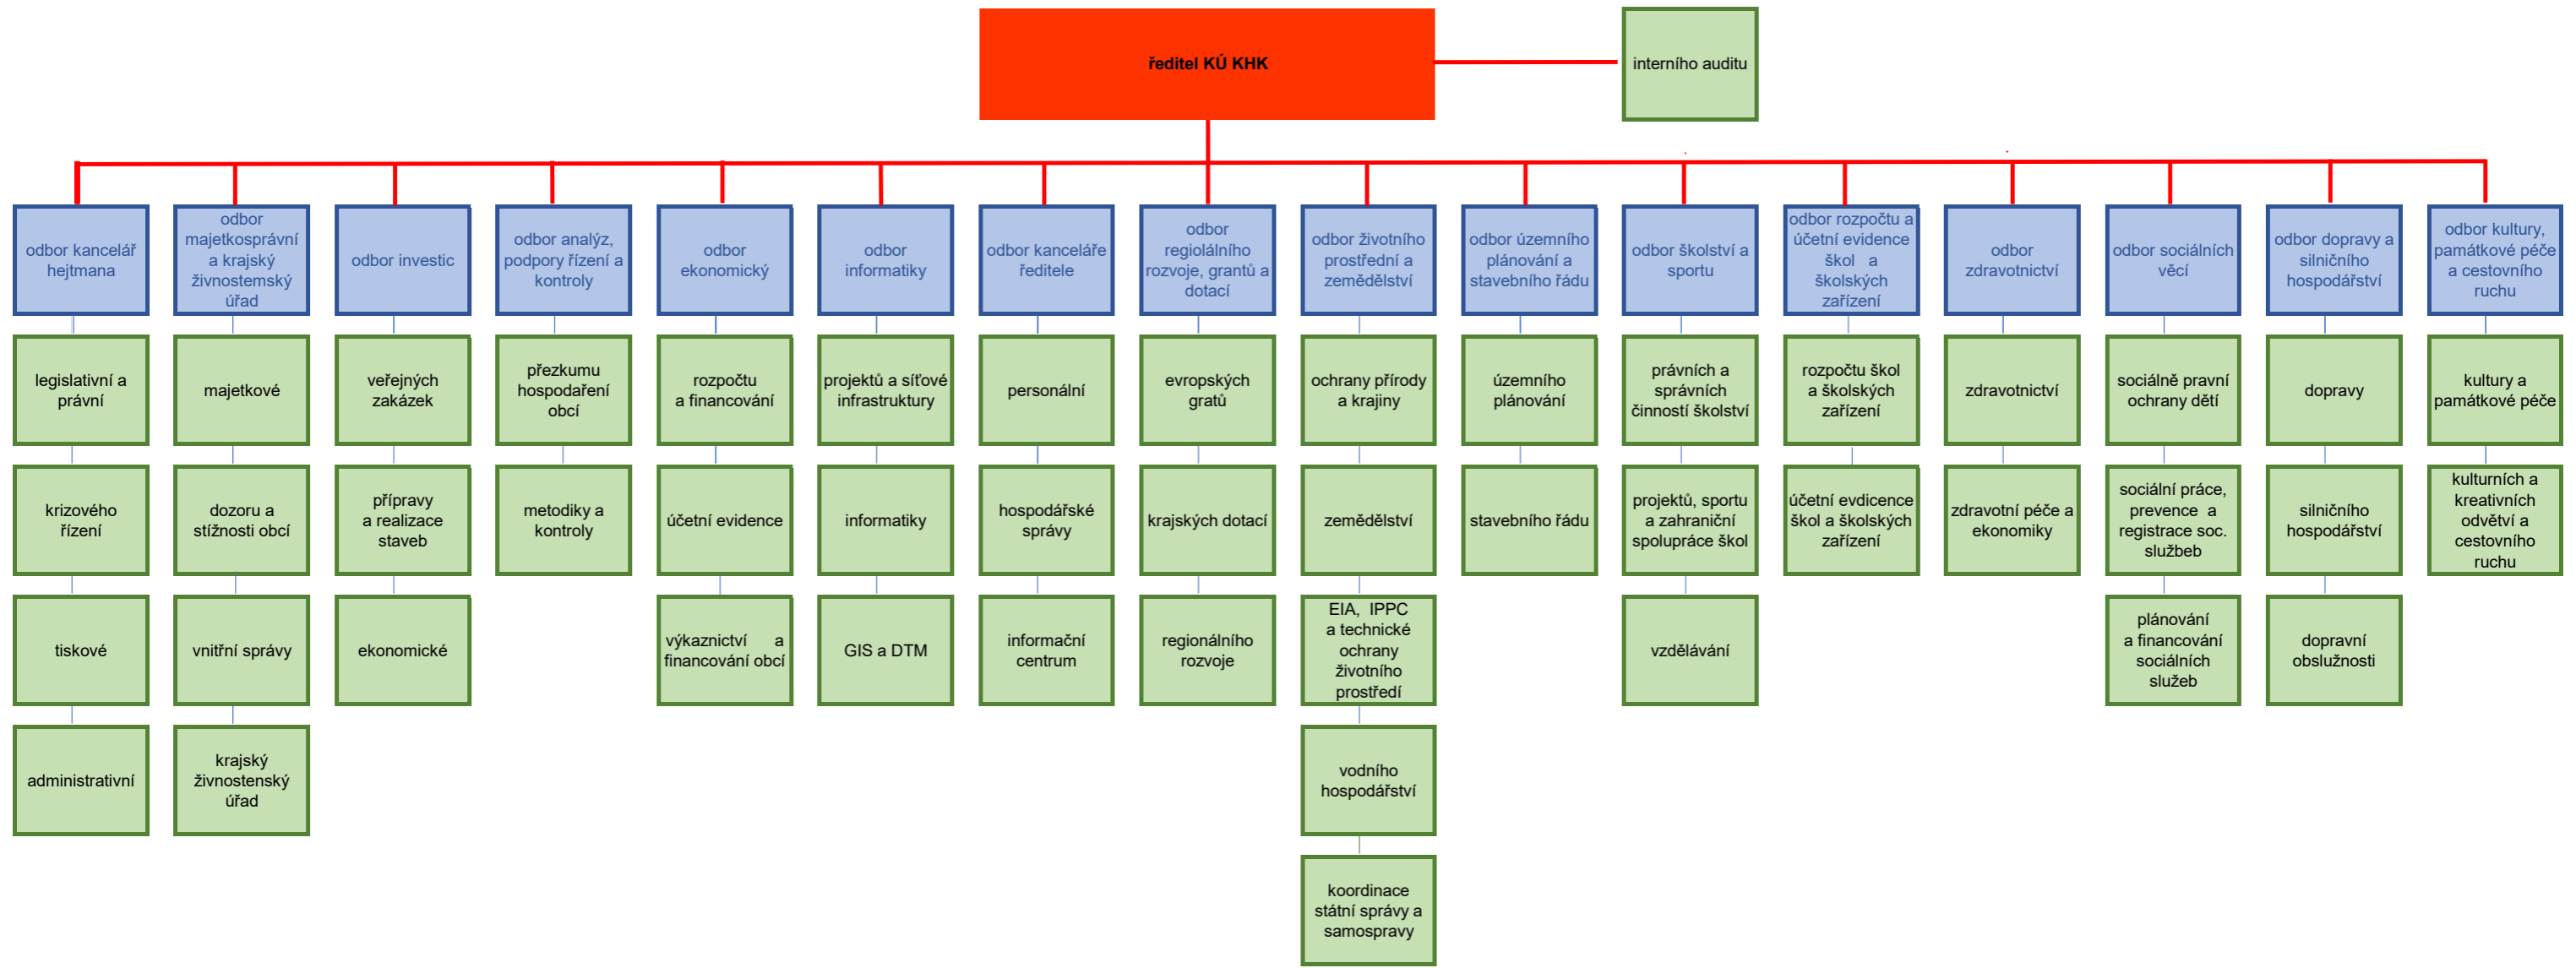 ředitel KÚ KHK
interního auditu
odbor kancelář
hejtmana
odbor
majetkosprávní
a krajský
živnostemský
úřad
odbor investic
odbor analýz,
podpory řízení a
kontroly
odbor
ekonomický
odbor
informatiky
odbor kanceláře
ředitele
odbor
regiolálního
rozvoje, grantů a
dotací
odbor životního
prostřední a
zemědělství
odbor územního
plánování a
stavebního řádu
odbor školství a
sportu
odbor rozpočtu a
účetní evidence
škol a
školských
zařízení
odbor
zdravotnictví
odbor sociálních
věcí
odbor dopravy a
silničního
hospodářství
odbor kultury,
památkové péče
a cestovního
ruchu
legislativní a
právní
majetkové
veřejných
zakázek
přezkumu
hospodaření
obcí
rozpočtu
a financování
projektů a síťové
infrastruktury
personální
evropských
gratů
ochrany přírody
a krajiny
územního
plánování
právních a
správních
činností školství
rozpočtu škol
a školských
zařízení
zdravotnictví
sociálně pravní
ochrany dětí
dopravy
kultury a
památkové péče
krizového
řízení
dozoru a
stížnosti obcí
přípravy
a realizace
staveb
metodiky a
kontroly
účetní evidence
informatiky
hospodářské
správy
krajských dotací
zemědělství
stavebního řádu
projektů, sportu
a zahraniční
spolupráce škol
účetní evdicence
škol a školských
zařízení
zdravotní péče a
ekonomiky
sociální práce,
prevence a
registrace soc.
službeb
silničního
hospodářství
kulturních a
kreativních
odvětví a
cestovního
ruchu
tiskové
vnitřní správy
ekonomické
výkaznictví a
financování obcí
GIS a DTM
informační
centrum
regionálního
rozvoje
EIA, IPPC
a technické
ochrany
životního
prostředí
vzdělávání
plánování
a financování
sociálních
služeb
dopravní
obslužnosti
administrativní
krajský
živnostenský
úřad
vodního
hospodářství
koordinace
státní správy a
samospravy